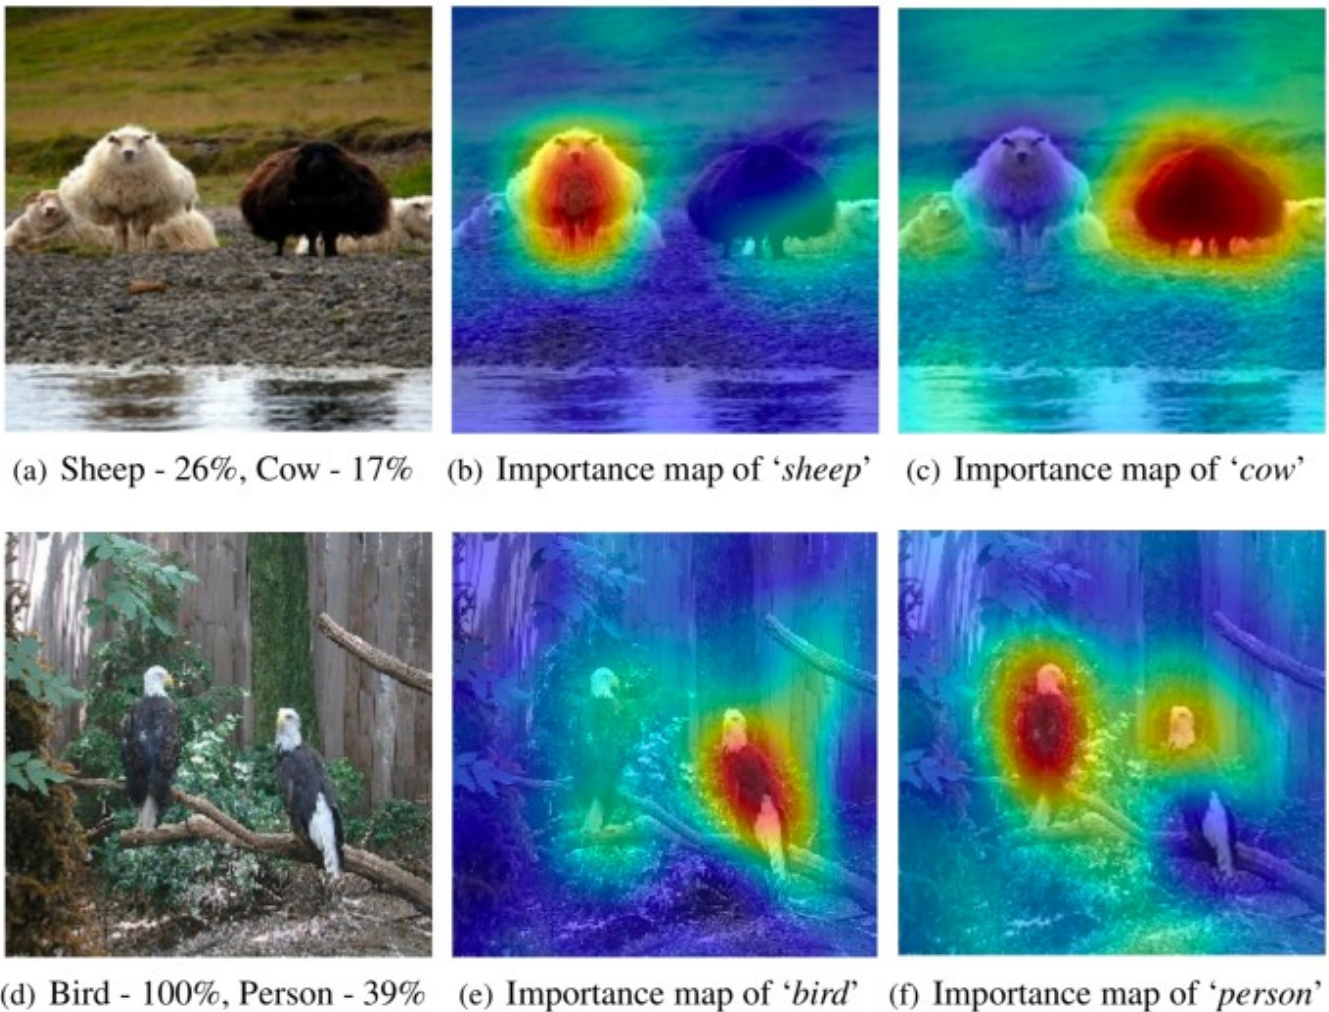 (a) Sheep - 26%, Cow - 17%
(b) Importance map of ‘sheep’
(c) Importance map of ‘cow’
(d) Bird - 100%, Person - 39%
(e) Importance map of ‘bird’
(f) Importance map of ‘person’